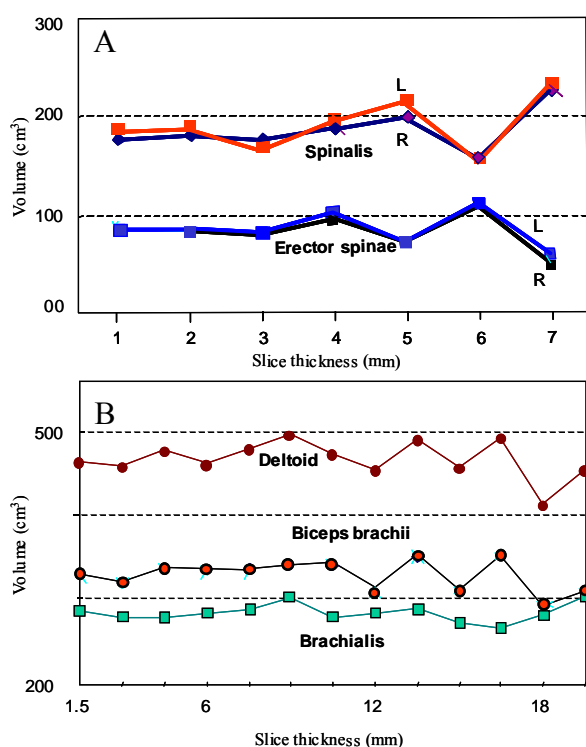 A
300
200
100
00
Volume (cm³)
L
R
Spinalis
Erector spinae
L
R
1 2 3 4 5 6 7
Slice thickness (mm)
B
500
200
Volume (cm³)
Deltoid
Biceps brachii
Brachialis
1.5 6 12 18
Slice thickness (mm)